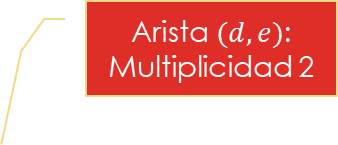 Arista (d, e):
Multiplicidad 2